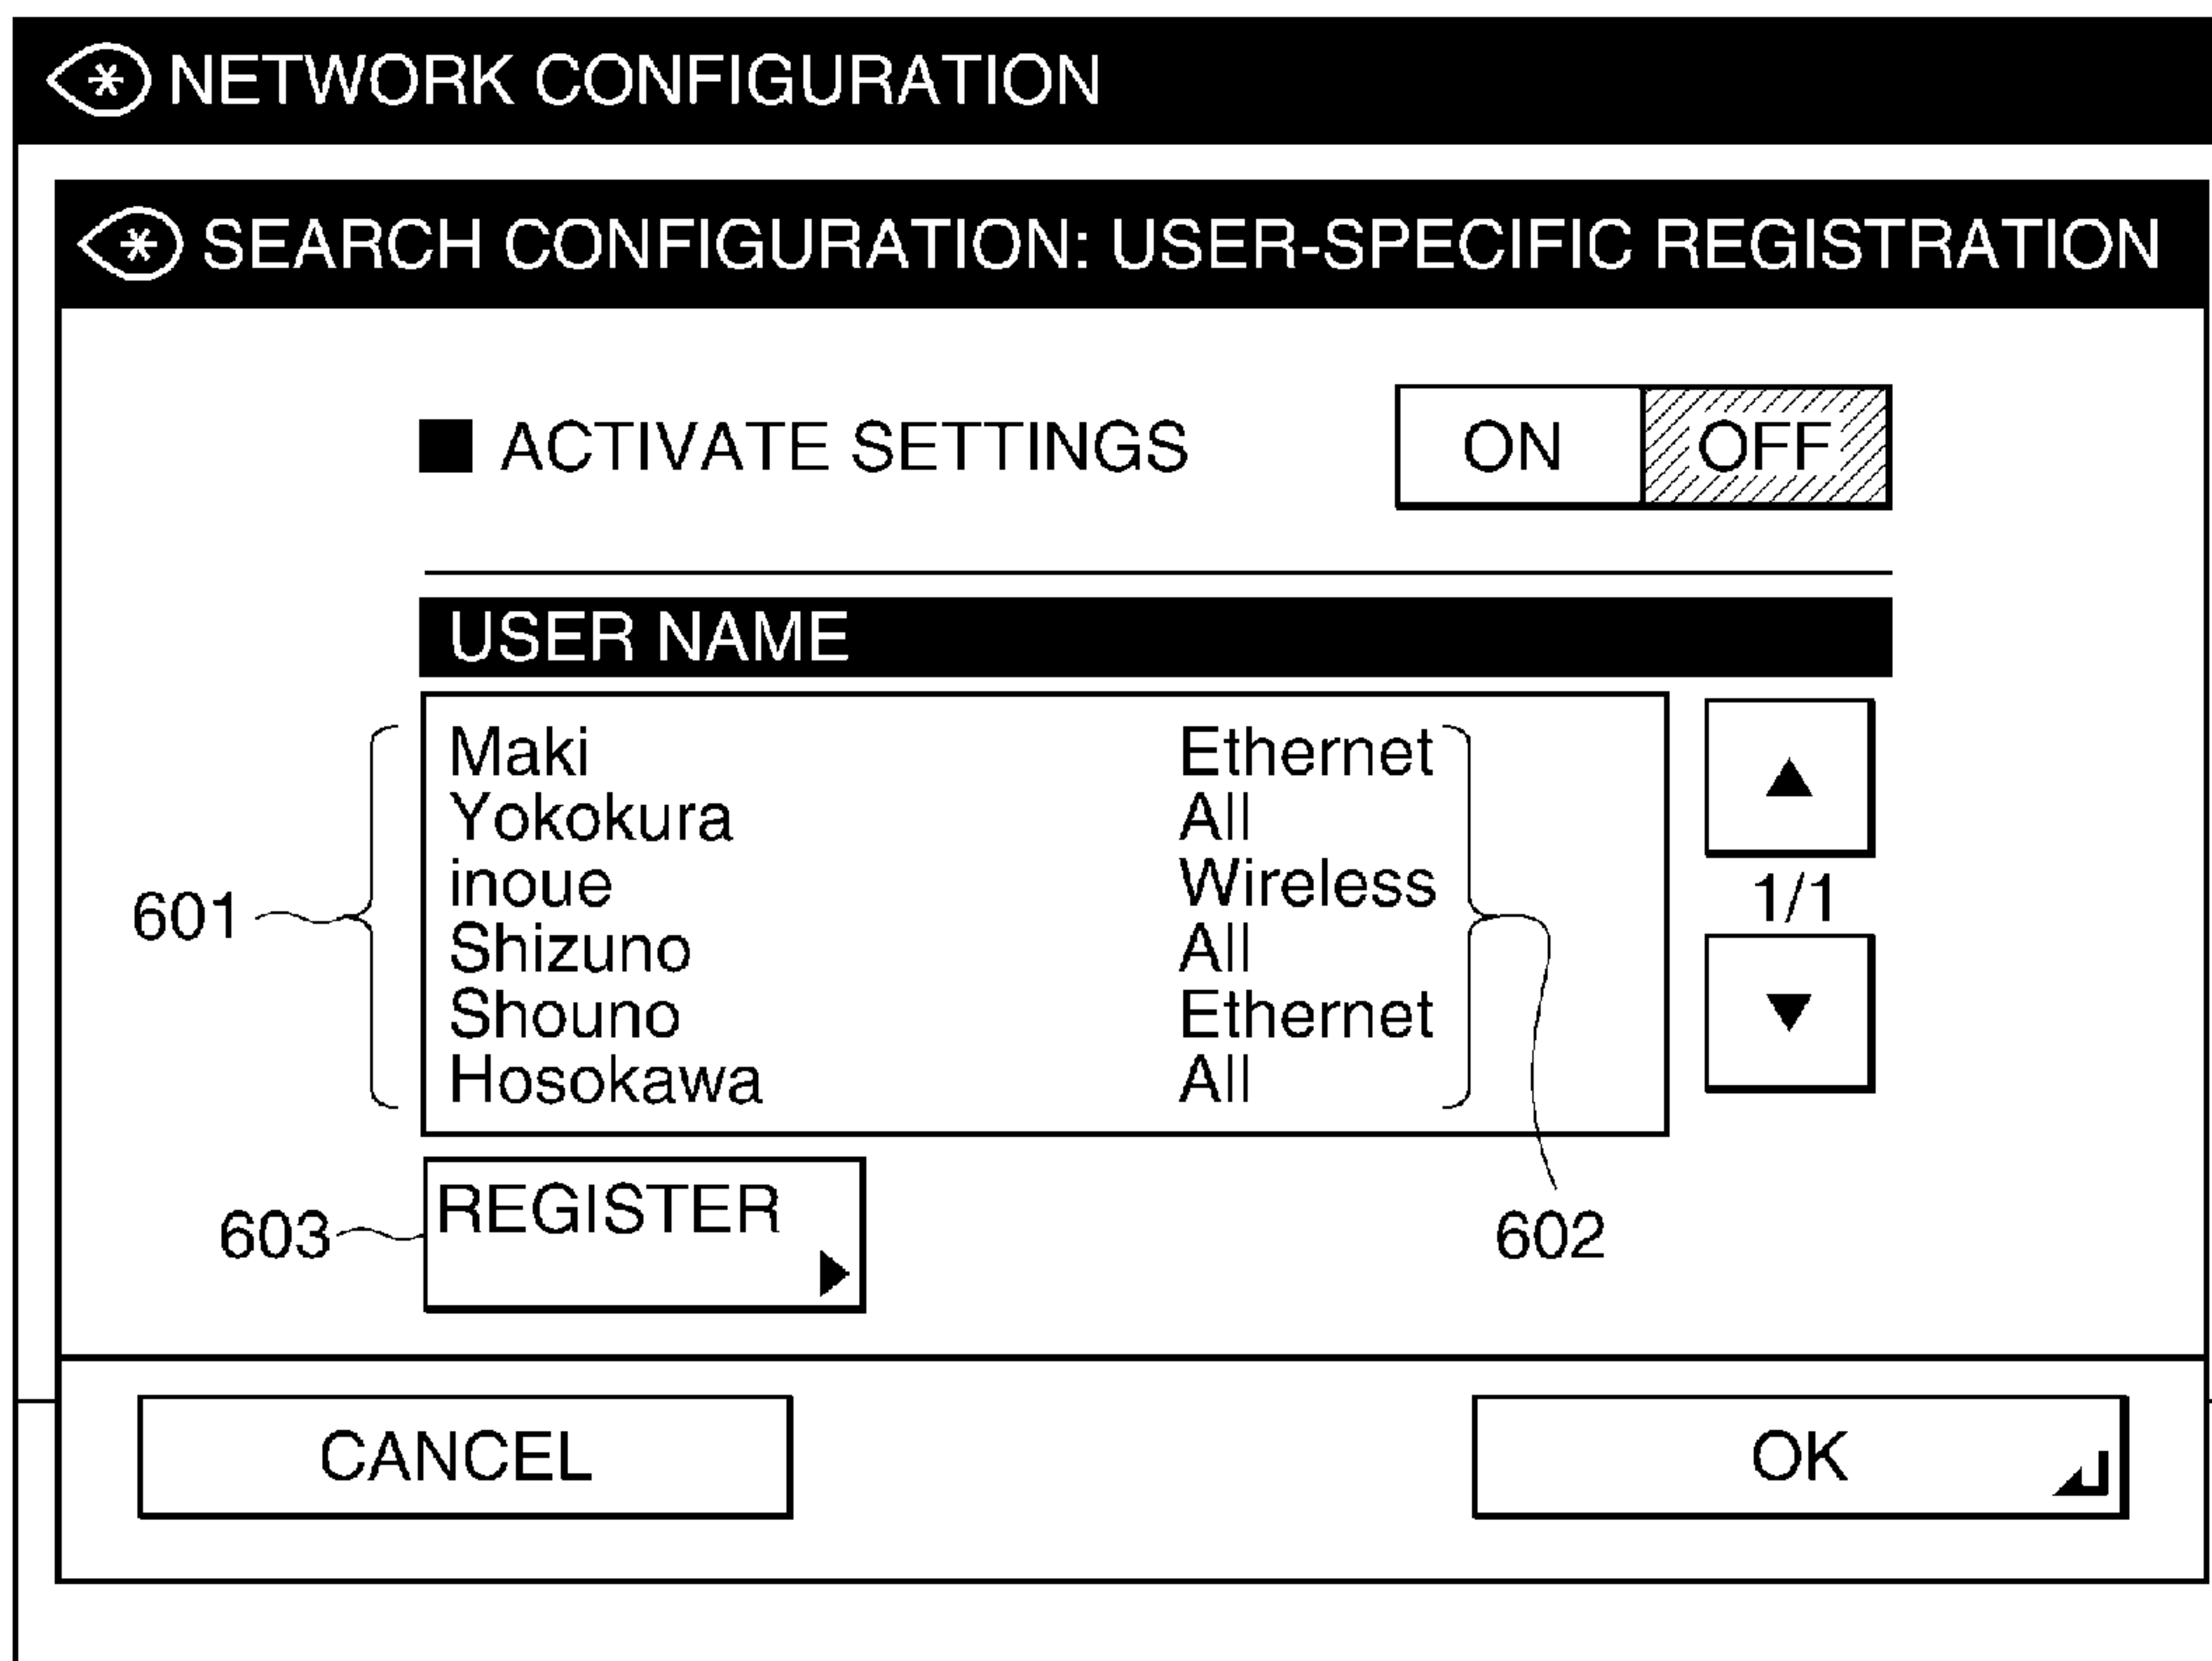 NETWORK CONFIGURATION
SEARCH CONFIGURATION: USER-SPECIFIC REGISTRATION
ACTIVATE SETTINGS ON OFF
USER NAME
Maki Ethernet
Yokokura All
inoue Wireless
601 1/1
Shizuno All
Shouno Ethernet
Hosokawa All
REGISTER
603 602
CANCEL OK